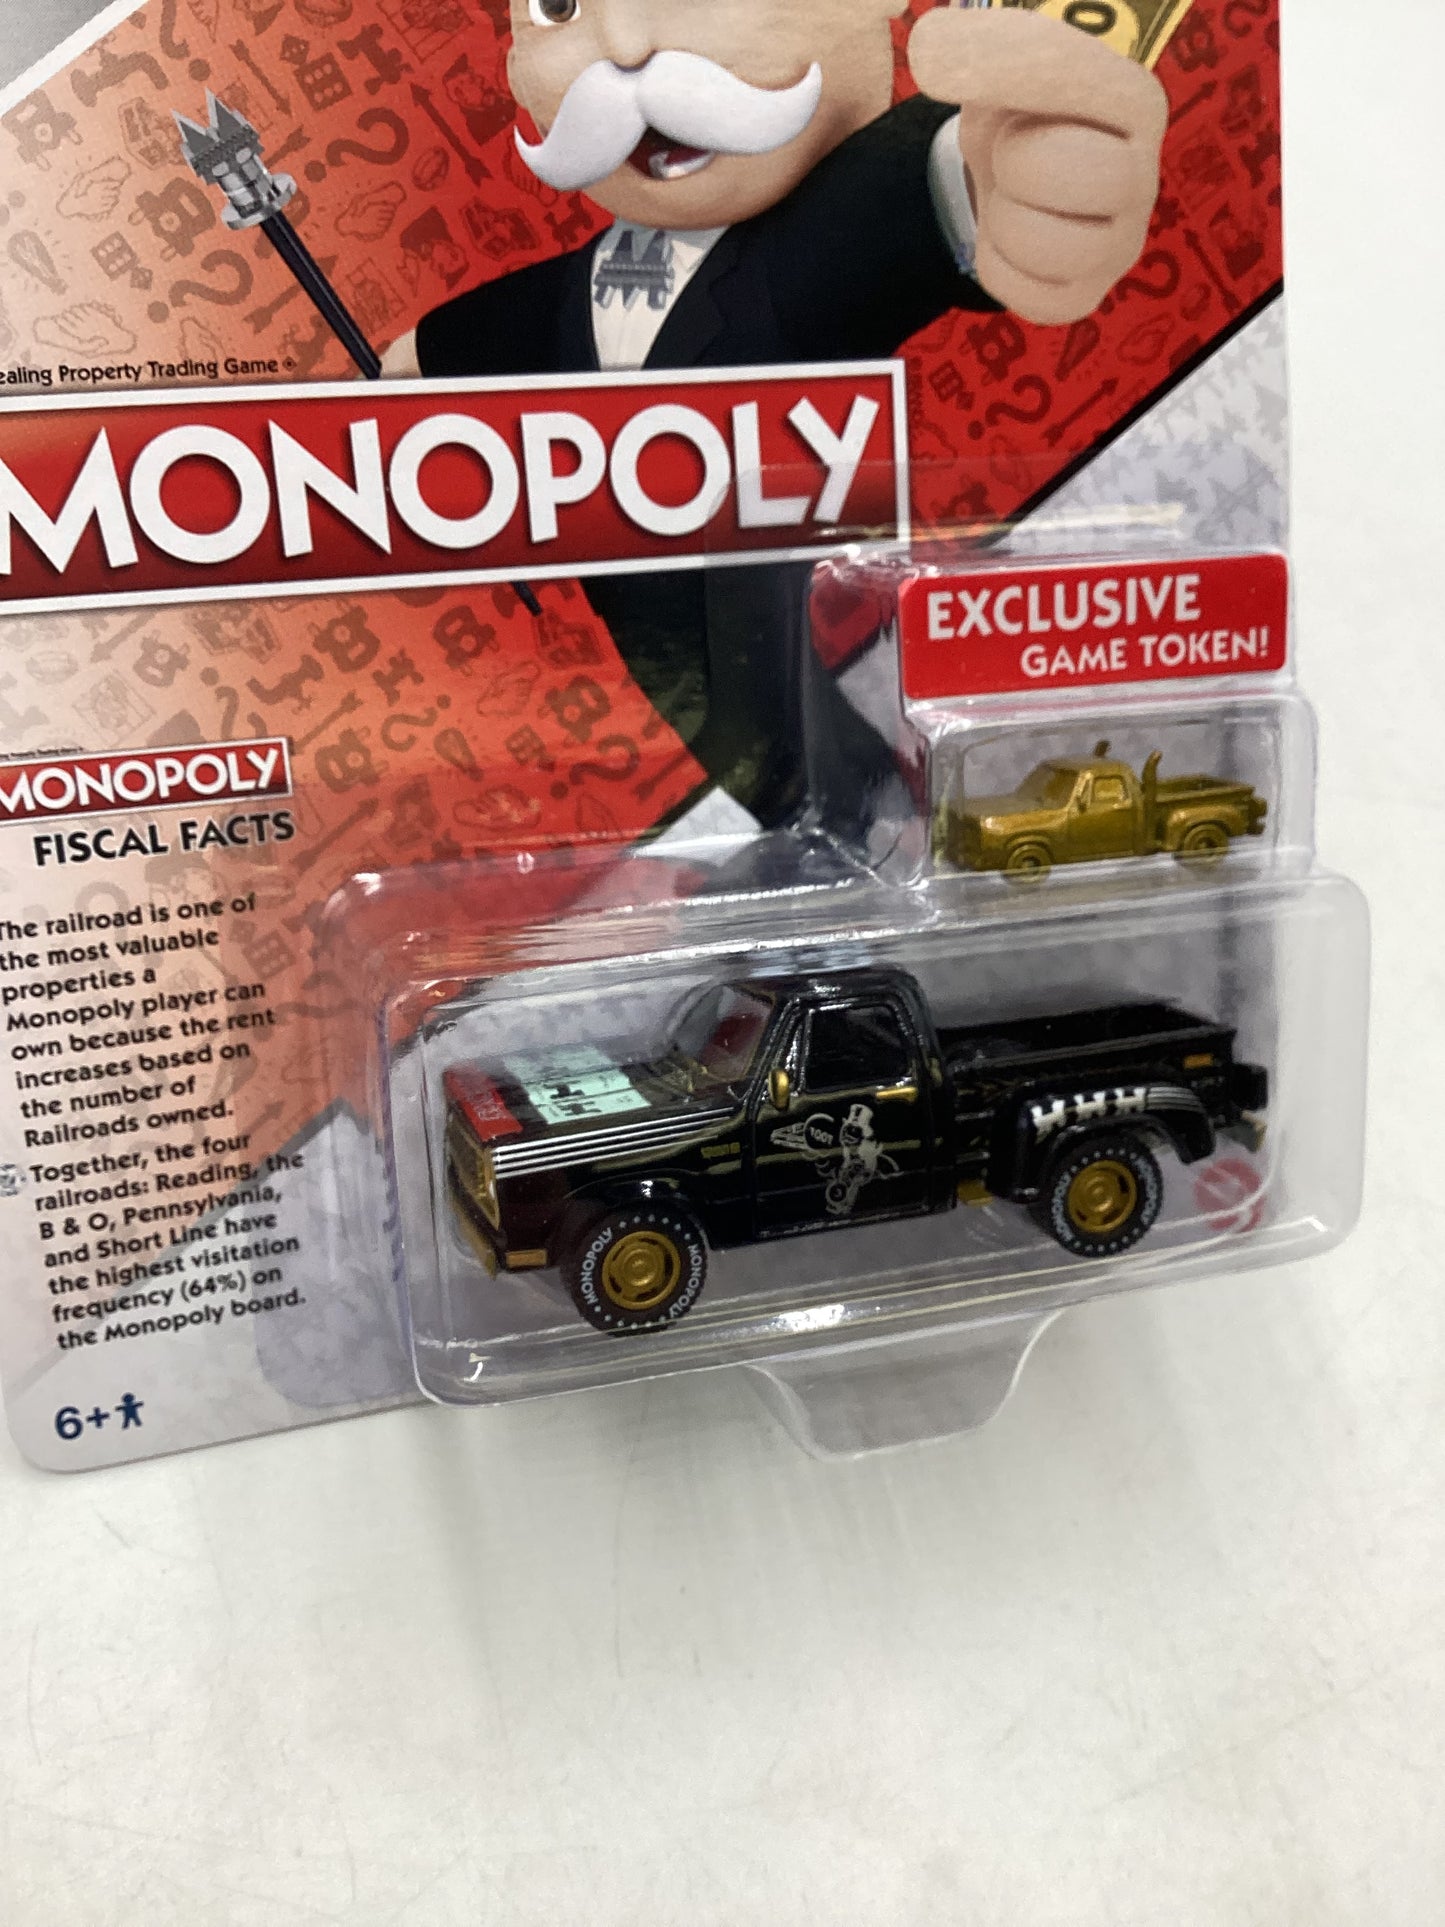 Property Trading Game
MONOPOLY
EXCLUSIVE
GAME TOKEN!
MONOPOLY
FISCAL FACTS
The railroad is one of
the most valuable
properties a
Monopoly player can
own because the rent
increases based on
the number of
Railroads owned.
Together, the four
railroads: Reading, the
B & O, Pennsylvania,
and Short Line have
the highest visitation
frequency (64%) on
the Monopoly board.
6+
MONOPOLY
MONOPOLY
MONOPOLY
MONOPOLY